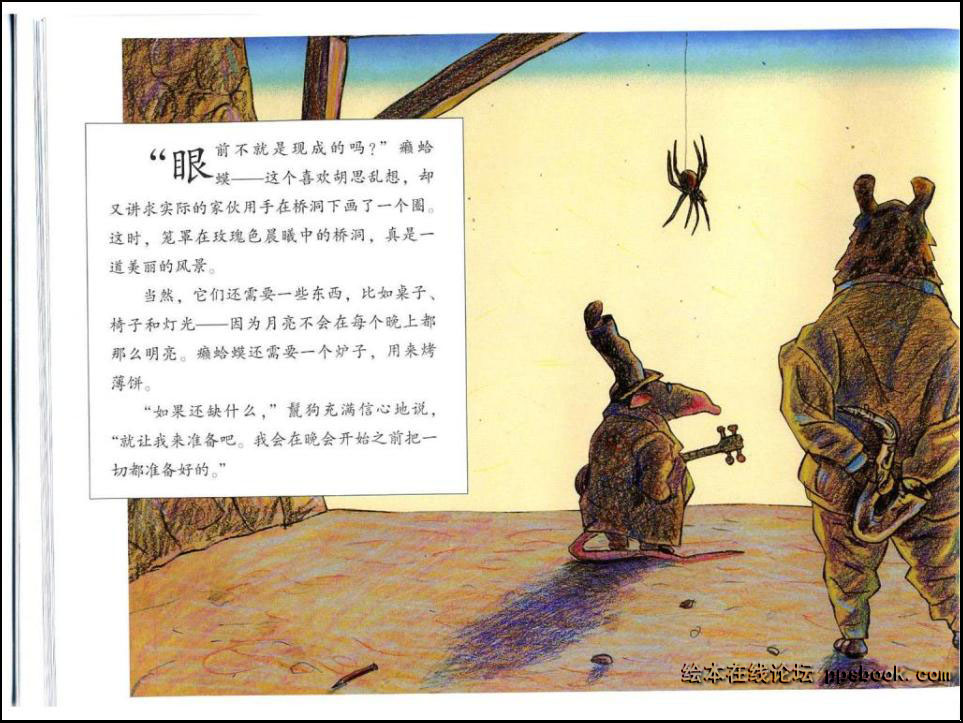 “眼前不就是现成的吗？”癞蛤
蟆——这个喜欢胡思乱想，却
又讲求实际的家伙用手在桥洞下画了一个圈。
这时，笼罩在玫瑰色晨曦中的桥洞，真是一
道美丽的风景。
当然，它们还需要一些东西，比如桌子、
椅子和灯光——因为月亮不会在每个晚上都
那么明亮。癞蛤蟆还需要一个炉子，用来烤
薄饼。
“如果还缺什么，”鬣狗充满信心地说，
“就让我来准备吧。我会在晚会开始之前把一
切都准备好的。”
绘本在线论坛 ppsbook.com